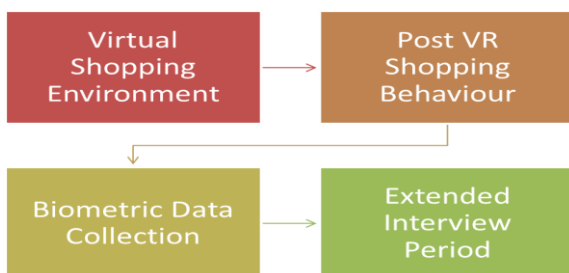 Virtual
Shopping
Environment
Post VR
Shopping
Behaviour
Biometric Data
Collection
Extended
Interview
Period